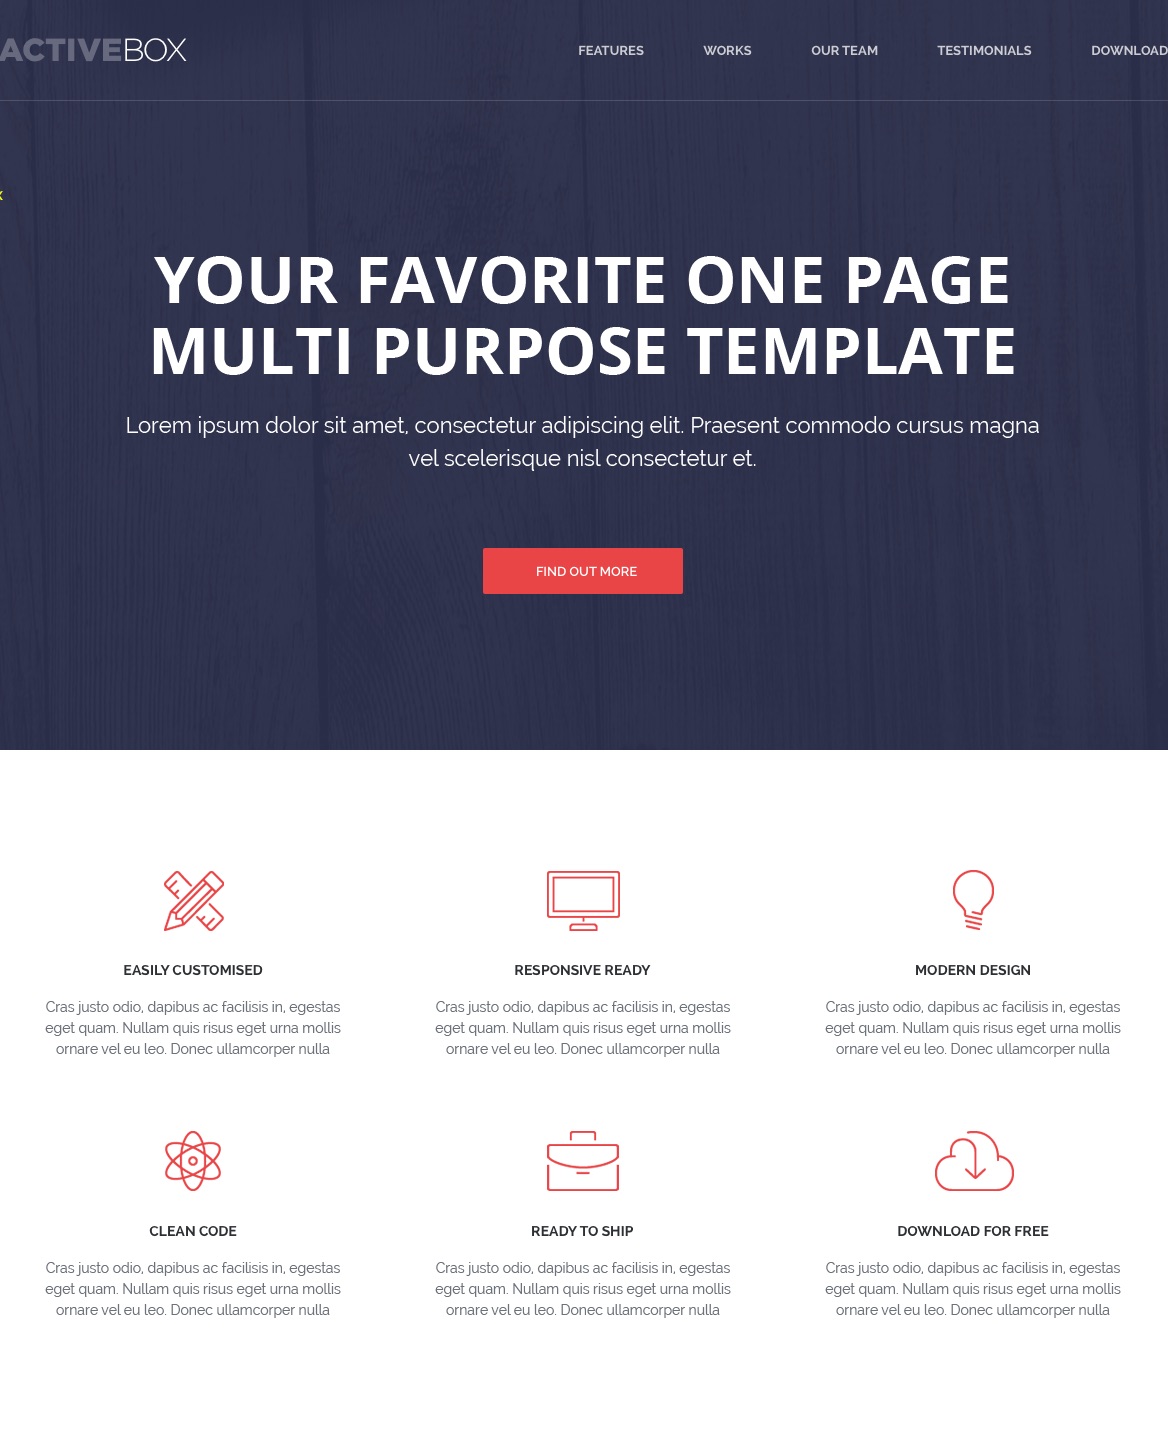 ACTIVEBOX
FEATURES WORKS OUR TEAM TESTIMONIALS DOWNLOAD
x
YOUR FAVORITE ONE PAGE
MULTI PURPOSE TEMPLATE
Lorem ipsum dolor sit amet, consectetur adipiscing elit. Praesent commodo cursus magna
vel scelerisque nisl consectetur et.
FIND OUT MORE
EASILY CUSTOMISED
Cras justo odio, dapibus ac facilisis in, egestas
eget quam. Nullam quis risus eget urna mollis
ornare vel eu leo. Donec ullamcorper nulla
RESPONSIVE READY
Cras justo odio, dapibus ac facilisis in, egestas
eget quam. Nullam quis risus eget urna mollis
ornare vel eu leo. Donec ullamcorper nulla
MODERN DESIGN
Cras justo odio, dapibus ac facilisis in, egestas
eget quam. Nullam quis risus eget urna mollis
ornare vel eu leo. Donec ullamcorper nulla
CLEAN CODE
Cras justo odio, dapibus ac facilisis in, egestas
eget quam. Nullam quis risus eget urna mollis
ornare vel eu leo. Donec ullamcorper nulla
READY TO SHIP
Cras justo odio, dapibus ac facilisis in, egestas
eget quam. Nullam quis risus eget urna mollis
ornare vel eu leo. Donec ullamcorper nulla
DOWNLOAD FOR FREE
Cras justo odio, dapibus ac facilisis in, egestas
eget quam. Nullam quis risus eget urna mollis
ornare vel eu leo. Donec ullamcorper nulla